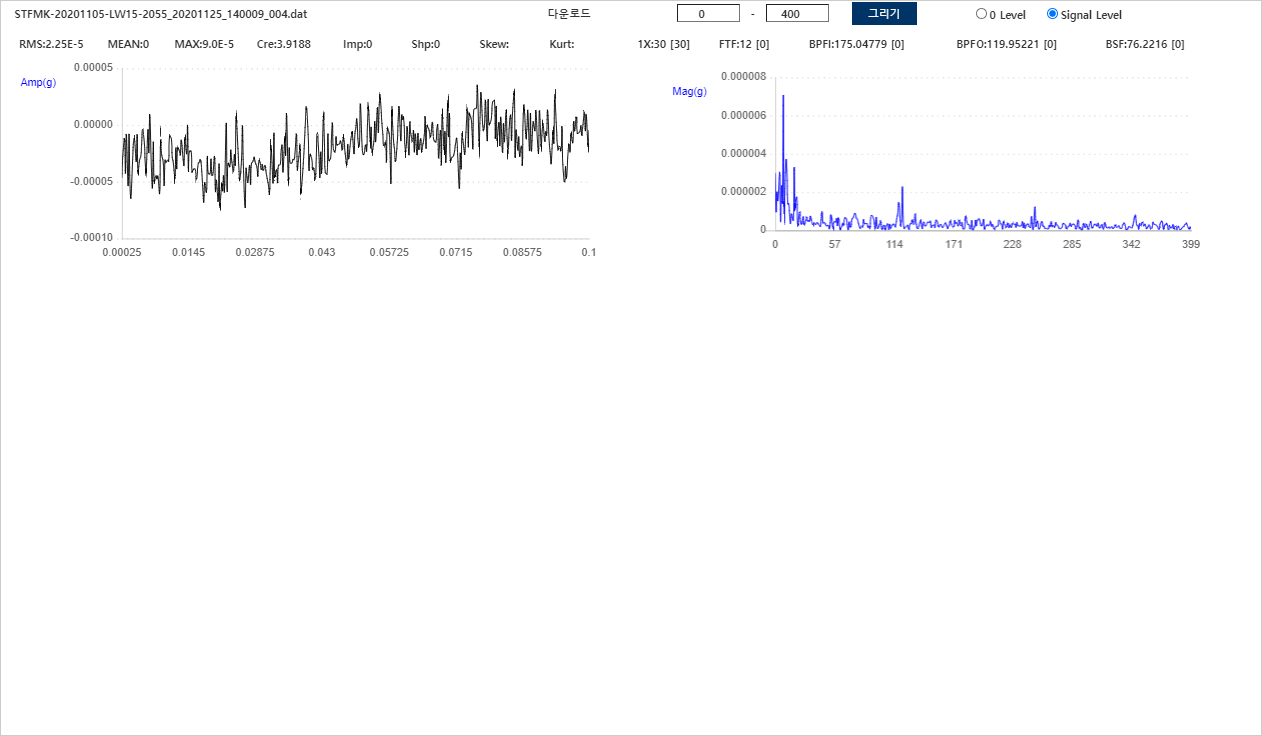 STFMK-20201105-LW15-2055_20201125_140009_004.dat 다운로드 0 - 400 그리기 0 Level Signal Level
RMS:2.25E-5 MEAN:0 MAX:9.0E-5 Cre:3.9188 Imp:0 Shp:0 Skew: Kurt: 1X:30 [30] FTF:12 [0] BPFI:175.04779 [0] BPFO:119.95221 [0] BSF:76.2216 [0]
Amp(g)
0.00005
0.00000
-0.00005
-0.00010
0.00025 0.0145 0.02875 0.043 0.05725 0.0715 0.08575 0.1
Mag(g)
0.000008
0.000006
0.000004
0.000002
0
0 57 114 171 228 285 342 399